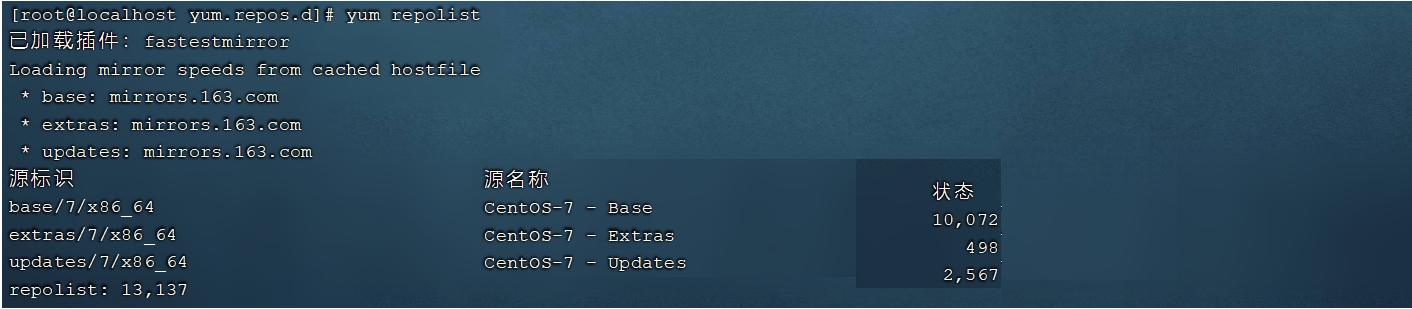 [root@localhost yum.repos.d]# yum repolist
已加载插件: fastestmirror
Loading mirror speeds from cached hostfile
 * base: mirrors.163.com
 * extras: mirrors.163.com
 * updates: mirrors.163.com
源标识 源名称 状态
base/7/x86_64 CentOS-7 - Base 10,072
extras/7/x86_64 CentOS-7 - Extras 498
updates/7/x86_64 CentOS-7 - Updates 2,567
repolist: 13,137